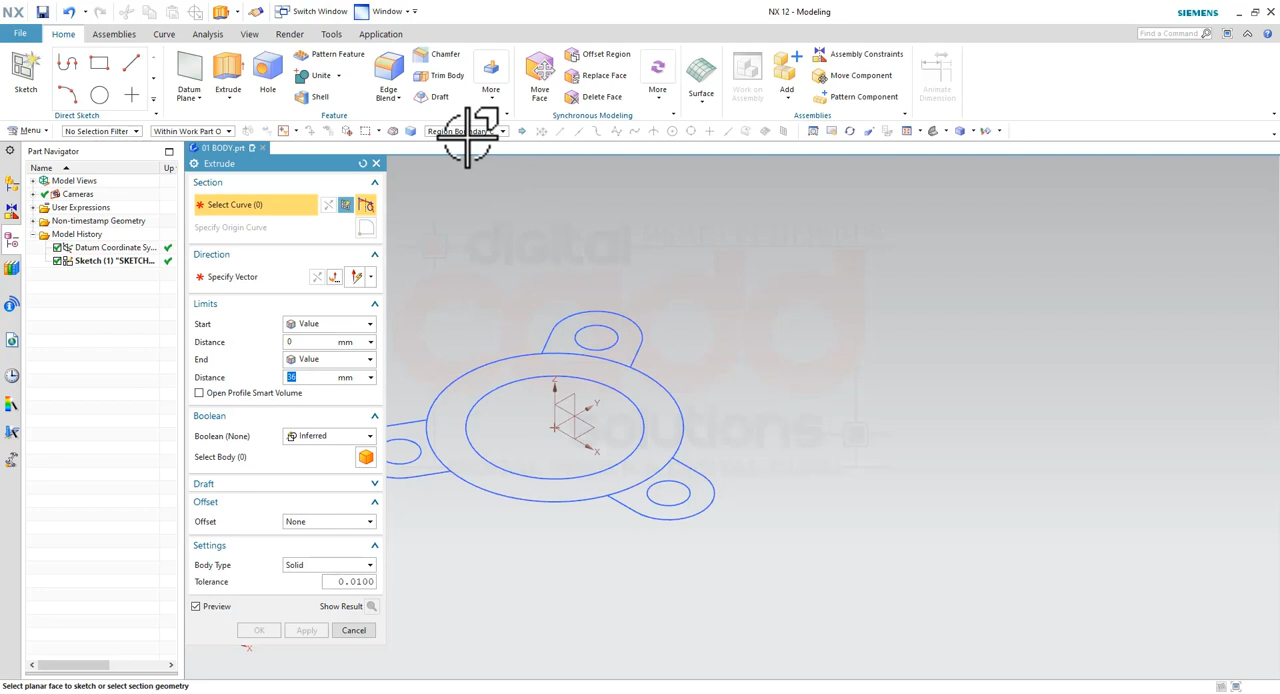 NX
Switch Window
Window
NX 12 - Modeling
SIEMENS
File
Home
Assemblies
Curve
Analysis
View
Render
Tools
Application
Find a Command
Sketch
Direct Sketch
Datum
Plane
Extrude
Hole
Pattern Feature
Unite
Shell
Feature
Edge
Blend
Chamfer
Trim Body
Draft
More
Move
Face
Offset Region
Replace Face
Delete Face
Synchronous Modeling
More
Surface
Work on
Assembly
Add
Assembly Constraints
Move Component
Pattern Component
Assemblies
Animate
Dimension
Menu
No Selection Filter
Within Work Part O
Region Boundary
Part Navigator
Name
Up
Model Views
Cameras
User Expressions
Non-timestamp Geometry
Model History
Datum Coordinate Sy...
Sketch (1) "SKETCH...
01 BODY.prt
Extrude
Section
Select Curve (0)
Specify Origin Curve
Direction
Specify Vector
Limits
Start
Value
Distance
0
mm
End
Value
Distance
36
mm
Open Profile Smart Volume
Boolean
Boolean (None)
Inferred
Select Body (0)
Draft
Offset
Offset
None
Settings
Body Type
Solid
Tolerance
0.0100
Preview
Show Result
OK
Apply
Cancel
digital
cadd
solutions
Z
Y
X
X
Select planar face to sketch or select section geometry